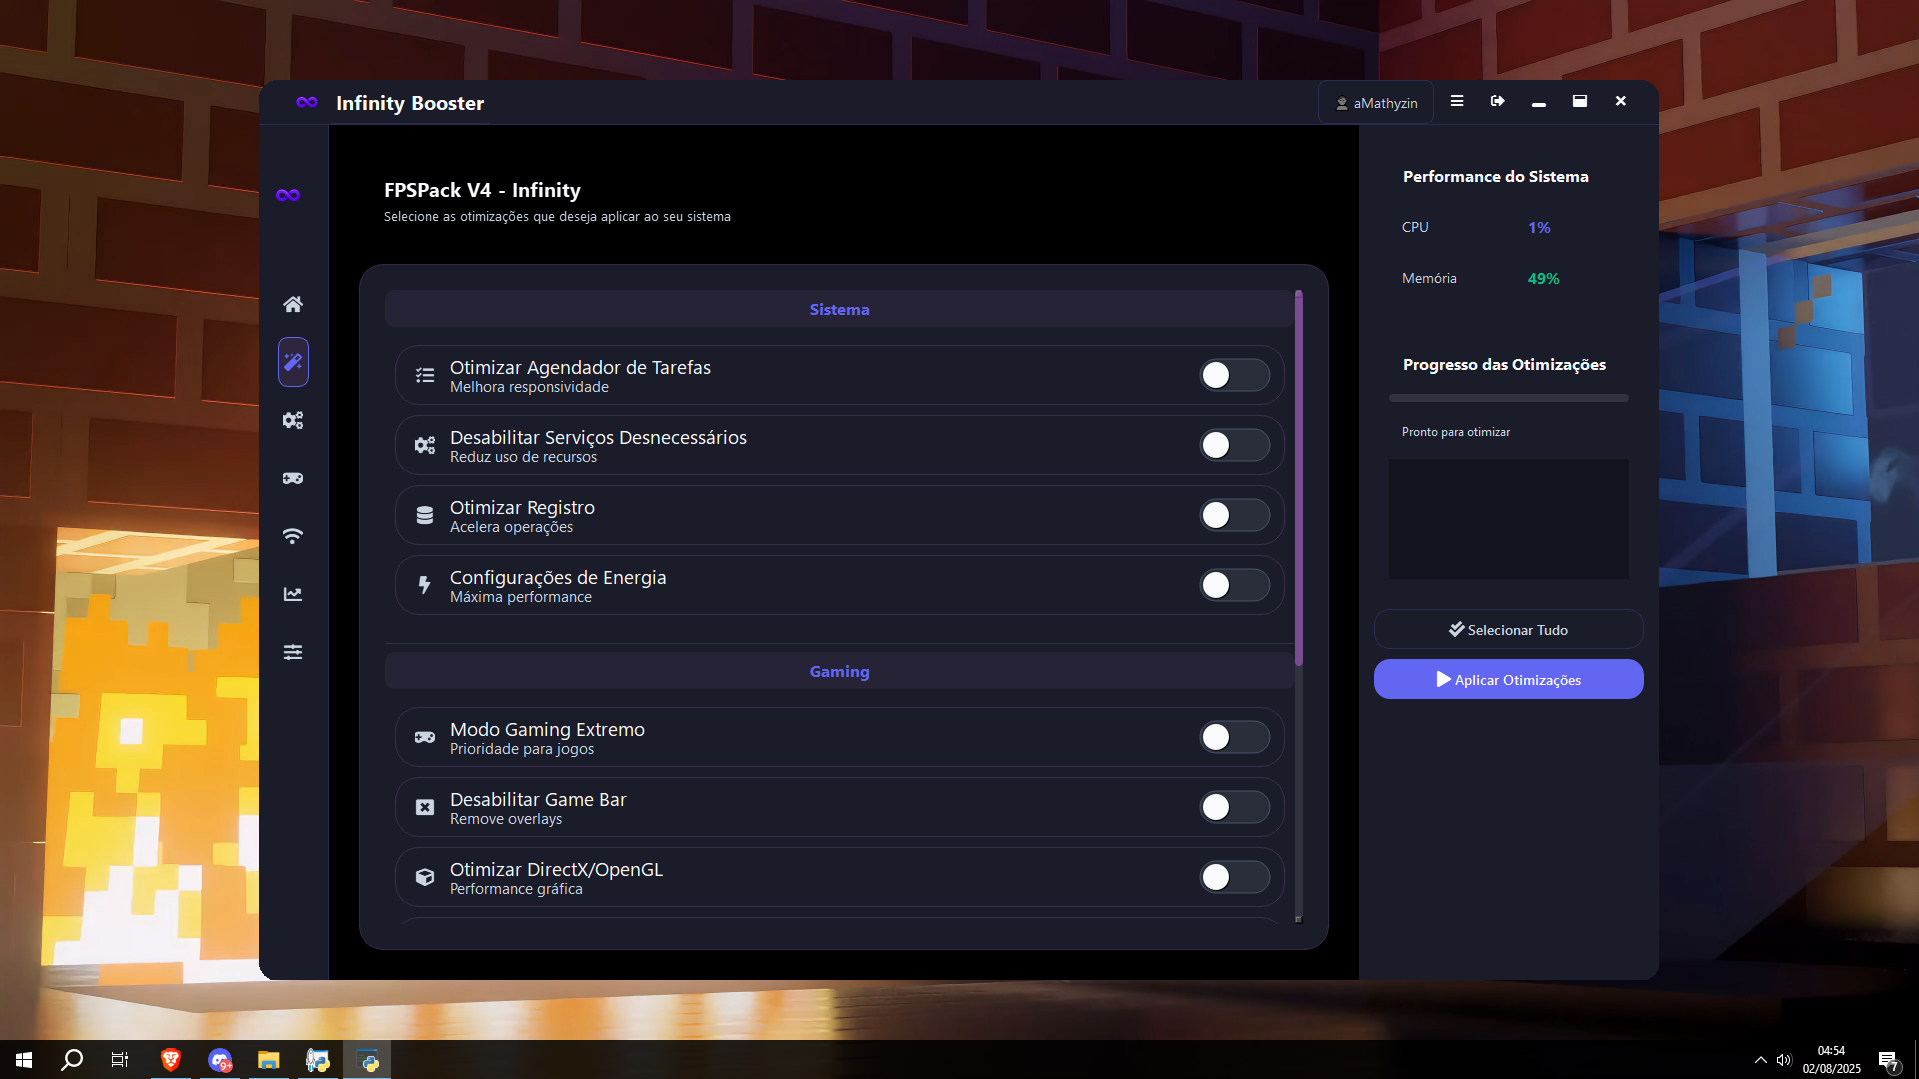 Infinity Booster
aMathyzin
FPSPack V4 - Infinity
Selecione as otimizações que deseja aplicar ao seu sistema
Sistema
Otimizar Agendador de Tarefas
Melhora responsividade
Desabilitar Serviços Desnecessários
Reduz uso de recursos
Otimizar Registro
Acelera operações
Configurações de Energia
Máxima performance
Gaming
Modo Gaming Extremo
Prioridade para jogos
Desabilitar Game Bar
Remove overlays
Otimizar DirectX/OpenGL
Performance gráfica
Performance do Sistema
CPU 1%
Memória 49%
Progresso das Otimizações
Pronto para otimizar
Selecionar Tudo
Aplicar Otimizações
9+
04:54
02/08/2025
7